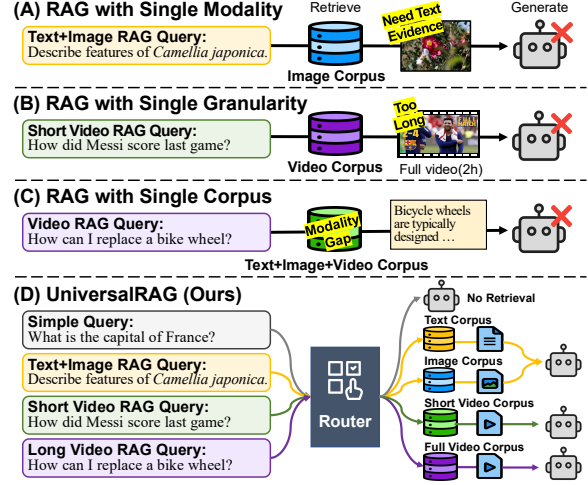 (A) RAG with Single Modality
Retrieve
Generate
Text+Image RAG Query:
Describe features of Camellia japonica.
Image Corpus
Need Text
Evidence
(B) RAG with Single Granularity
Short Video RAG Query:
How did Messi score last game?
Video Corpus
Too
Long
Full video(2h)
(C) RAG with Single Corpus
Video RAG Query:
How can I replace a bike wheel?
Modality
Gap
Text+Image+Video Corpus
Bicycle wheels
are typically
designed ...
(D) UniversalRAG (Ours)
Simple Query:
What is the capital of France?
Text+Image RAG Query:
Describe features of Camellia japonica.
Short Video RAG Query:
How did Messi score last game?
Long Video RAG Query:
How can I replace a bike wheel?
Router
No Retrieval
Text Corpus
Image Corpus
Short Video Corpus
Full Video Corpus